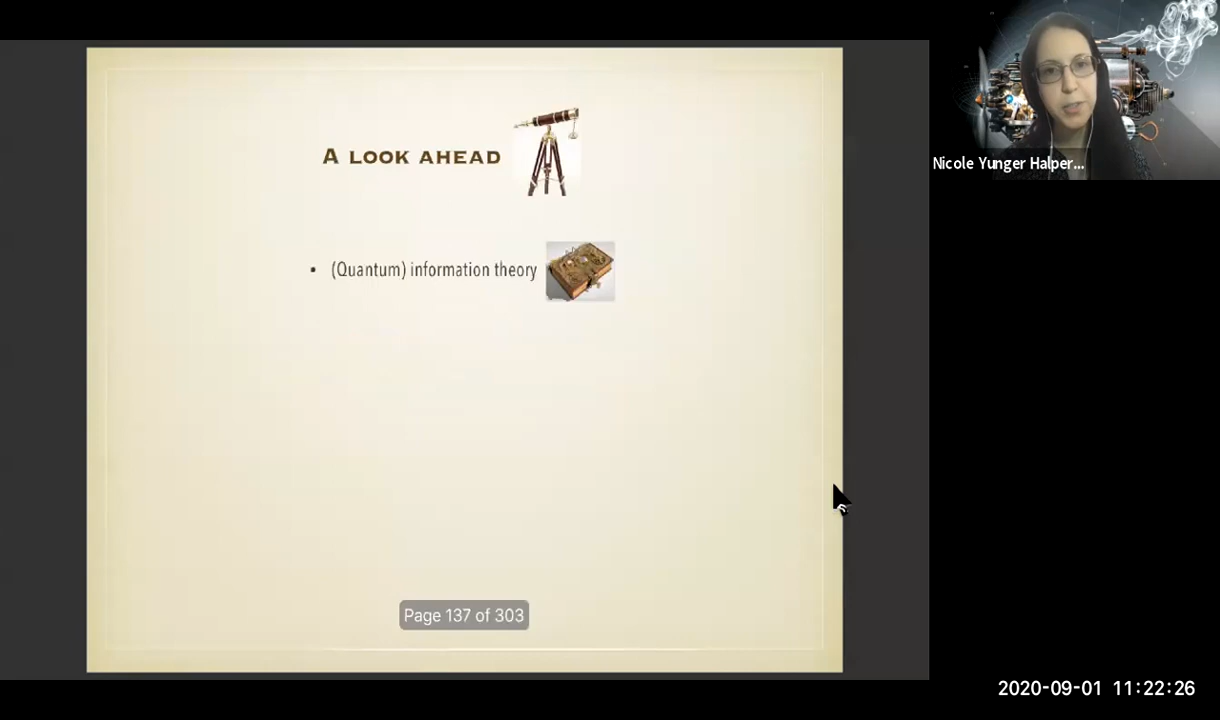 A LOOK AHEAD
• (Quantum) information theory
Page 137 of 303
Nicole Yunger Halper...
2020-09-01 11:22:26